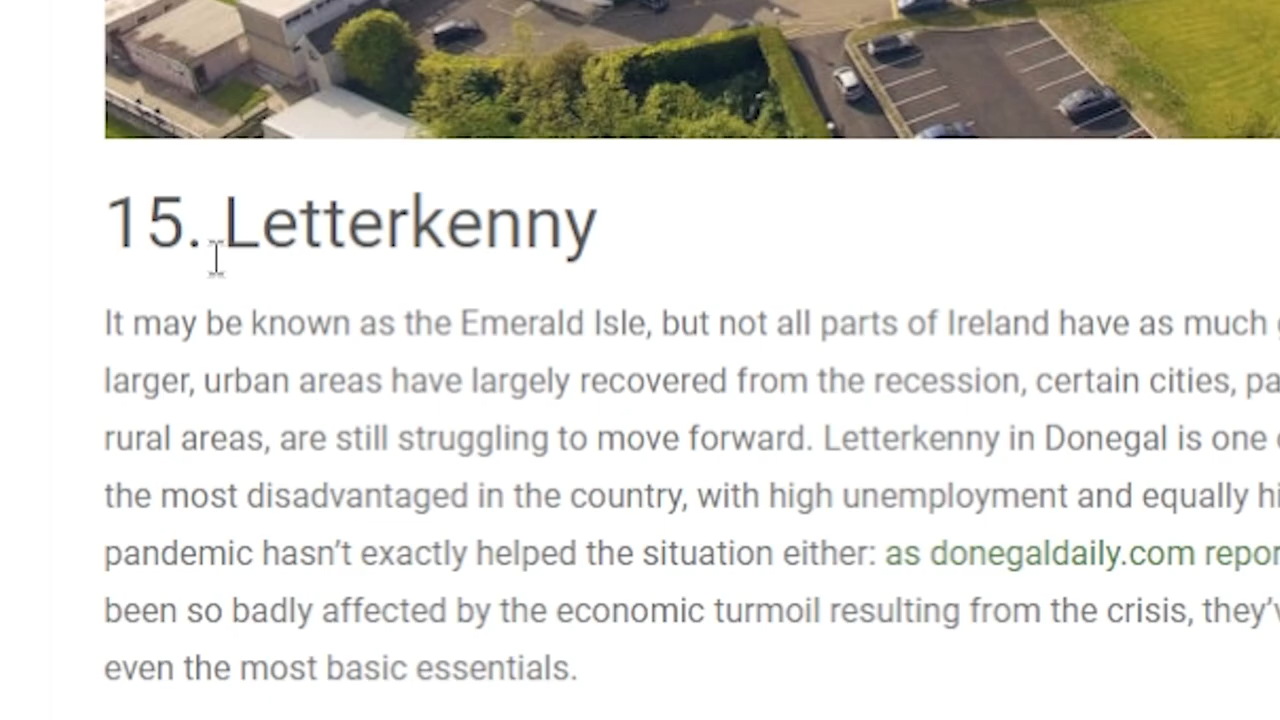 15. Letterkenny
It may be known as the Emerald Isle, but not all parts of Ireland have as much
larger, urban areas have largely recovered from the recession, certain cities,
rural areas, are still struggling to move forward. Letterkenny in Donegal is one
the most disadvantaged in the country, with high unemployment and equally
pandemic hasn't exactly helped the situation either: as donegaldaily.com
been so badly affected by the economic turmoil resulting from the crisis,
even the most basic essentials.